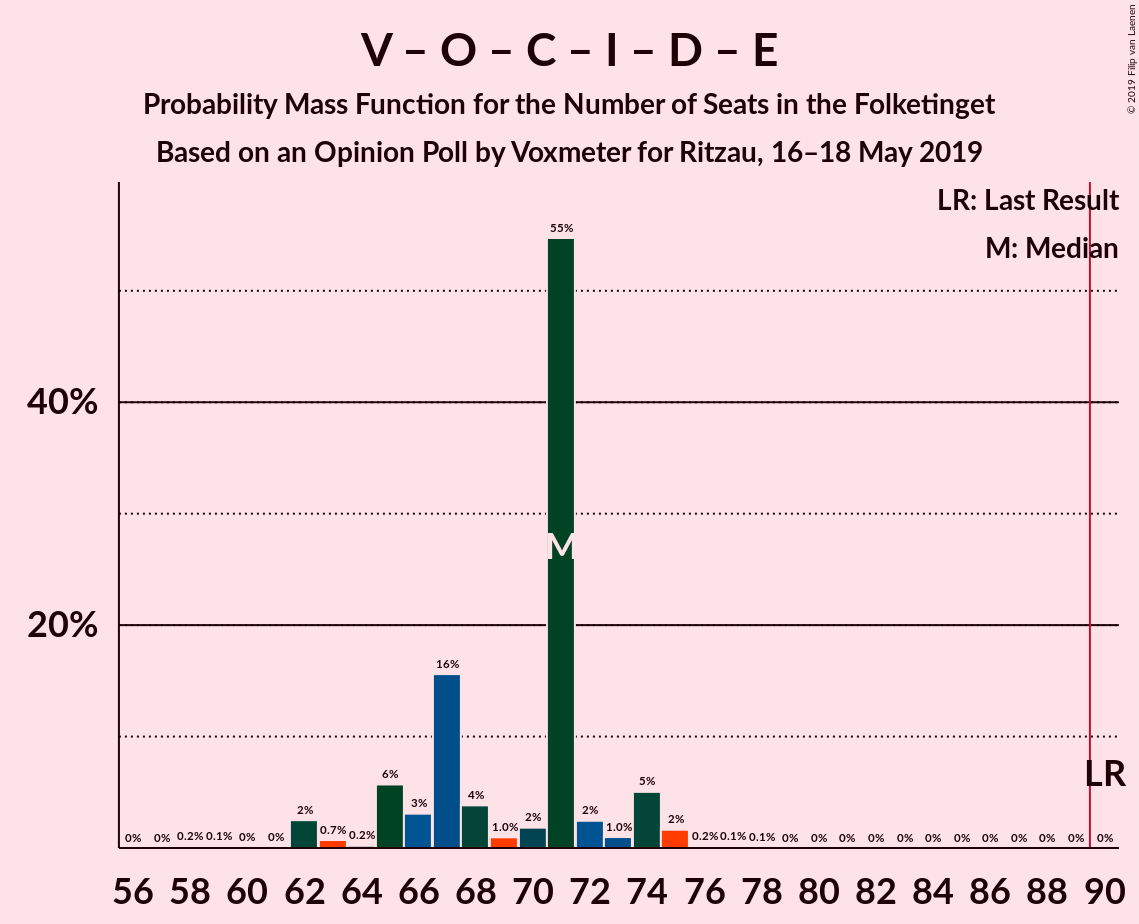 V – O – C – I – D – E
Probability Mass Function for the Number of Seats in the Folketinget
Based on an Opinion Poll by Voxmeter for Ritzau, 16–18 May 2019
© 2019 Filip van Laenen
LR: Last Result
M: Median
55%
40%
M
20%
16%
LR
6%
5%
4%
3%
2%
2%
2%
2%
0% 0% 0.2% 0.1% 0% 0% 0.7% 0.2% 1.0% 1.0% 0.2% 0.1% 0.1% 0% 0% 0% 0% 0% 0% 0% 0% 0% 0% 0% 0%
56 58 60 62 64 66 68 70 72 74 76 78 80 82 84 86 88 90